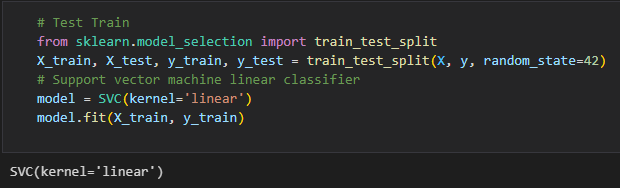 # Test Train
from sklearn.model_selection import train_test_split
X_train, X_test, y_train, y_test = train_test_split(X, y, random_state=42)
# Support vector machine linear classifier
model = SVC(kernel='linear')
model.fit(X_train, y_train)
SVC(kernel='linear')